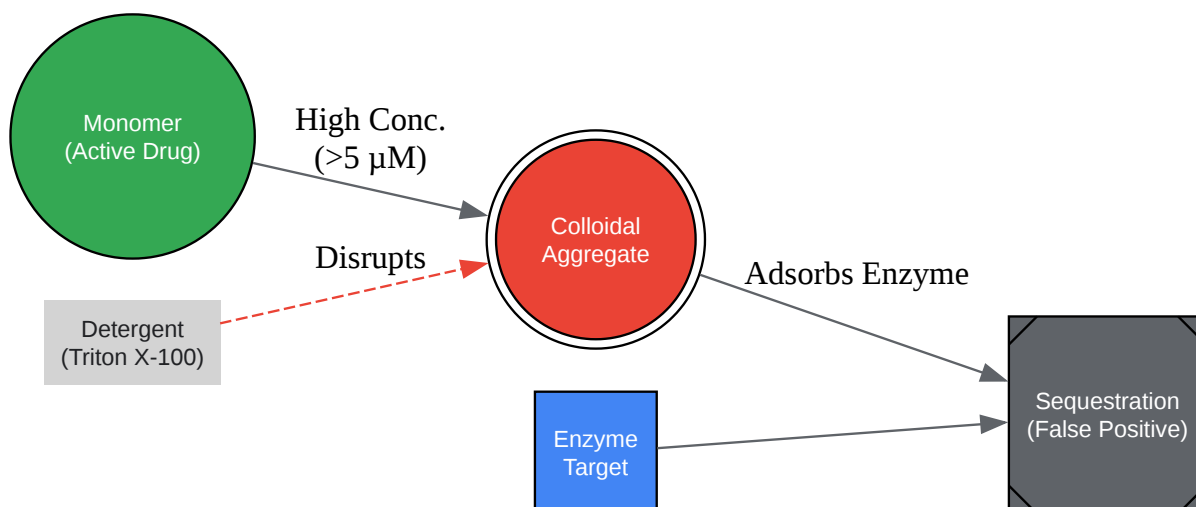 Monomer
(Active Drug)
High Conc.
(>5 µM)
Colloidal
Aggregate
Disrupts
Adsorbs Enzyme
Detergent
(Triton X-100)
Enzyme
Target
Sequestration
(False Positive)